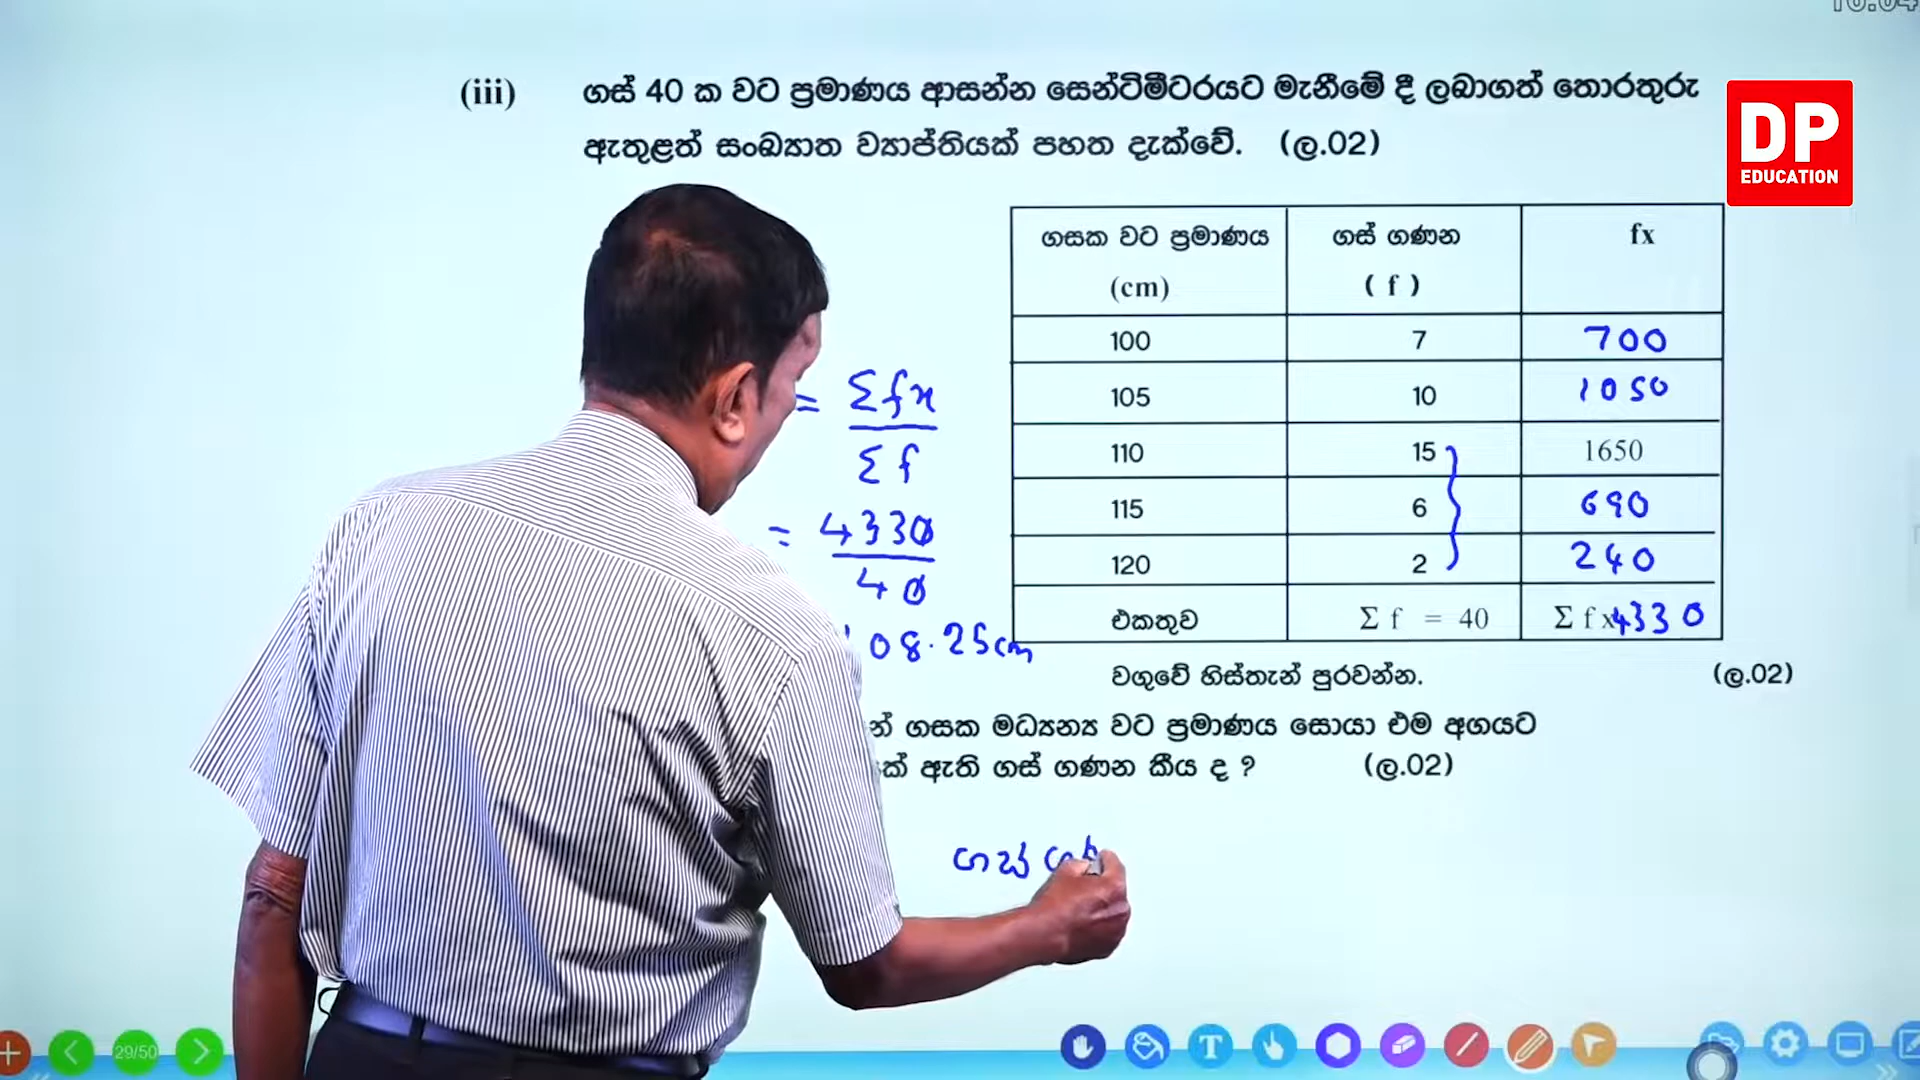 (iii) ගස් 40 ක වට ප්‍රමාණය ආසන්න සෙන්ටිමීටරයට මැනීමේ දී ලබාගත් තොරතුරු
ඇතුළත් සංඛ්‍යාත ව්‍යාප්තියක් පහත දැක්වේ. (ල.02)
DP
EDUCATION
ගසක වට ප්‍රමාණය ගස් ගණන fx
(cm) ( f )
100 7 700
105 10 1050
110 15 1650
115 6 690
120 2 240
එකතුව Σ f = 40 Σ fx 4330
= Σfx
Σf
= 4330
40
108.25cm
වගුවේ හිස්තැන් පුරවන්න. (ල.02)
ගසක මධ්‍යන්‍ය වට ප්‍රමාණය සොයා එම අගයට
ඇති ගස් ගණන කීය ද ? (ල.02)
ගස්
29/50